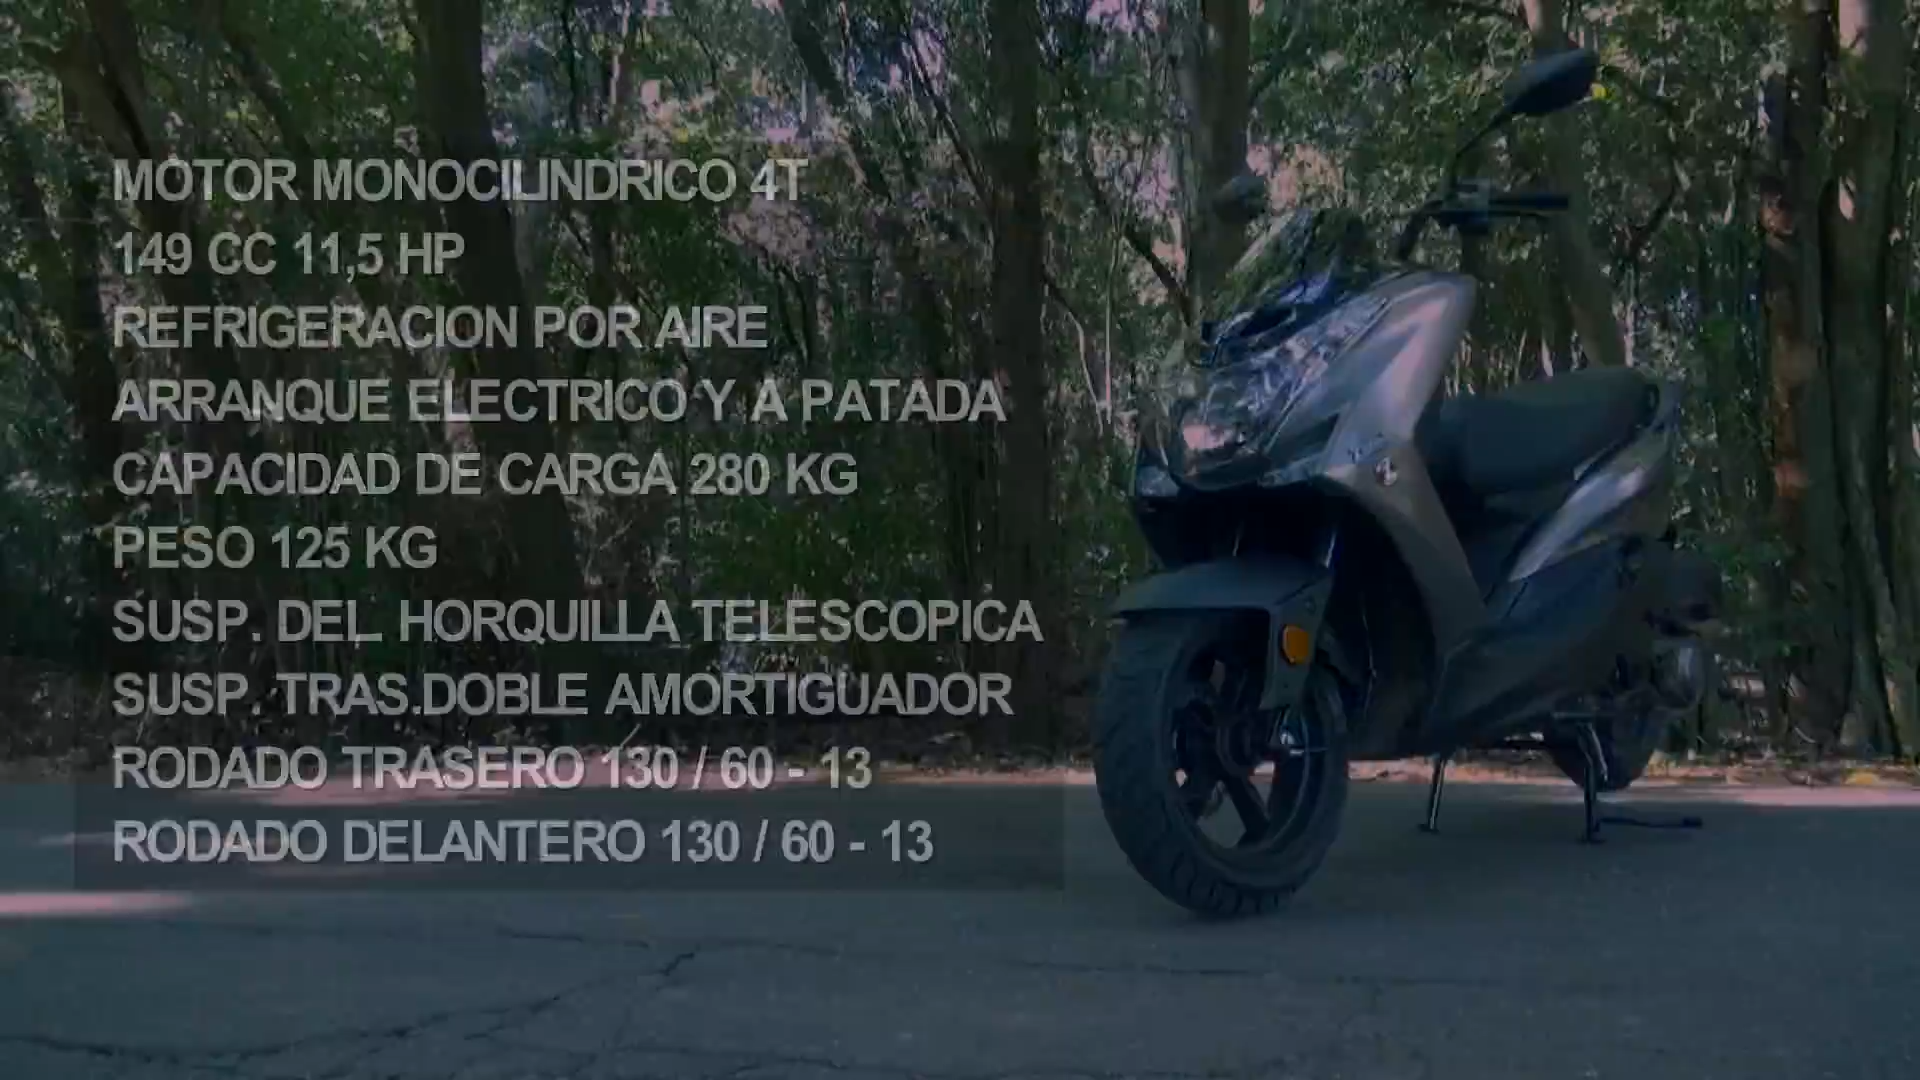 MOTOR MONOCILINDRICO 4T
149 CC 11,5 HP
REFRIGERACION POR AIRE
ARRANQUE ELECTRICO Y A PATADA
CAPACIDAD DE CARGA 280 KG
PESO 125 KG
SUSP. DEL. HORQUILLA TELESCOPICA
SUSP. TRAS.DOBLE AMORTIGUADOR
RODADO TRASERO 130 / 60 - 13
RODADO DELANTERO 130 / 60 - 13